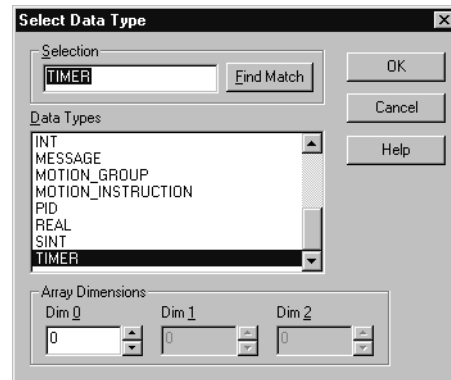 Select Data Type
Selection
TIMER
Find Match
OK
Cancel
Help
Data Types
INT
MESSAGE
MOTION_GROUP
MOTION_INSTRUCTION
PID
REAL
SINT
TIMER
Array Dimensions
Dim 0 Dim 1 Dim 2
0 0 0